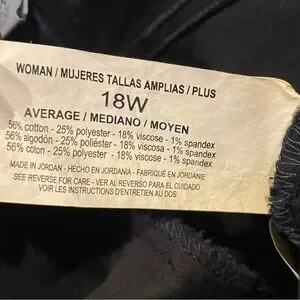 WOMAN / MUJERES TALLAS AMPLIAS / PLUS
18W
AVERAGE / MEDIANO / MOYEN
56% cotton - 25% polyester - 18% viscose - 1% spandex
56% algodón - 25% poliéster - 18% viscosa - 1% spandex
56% coton - 25% polyester - 18% viscose - 1% spandex
MADE IN JORDAN - HECHO EN JORDANIA - FABRIQUÉ EN JORDANIE
SEE REVERSE FOR CARE - VER AL REVERSO PARA EL CUIDADO
VOIR LES INSTRUCTIONS D'ENTRETIEN AU DOS